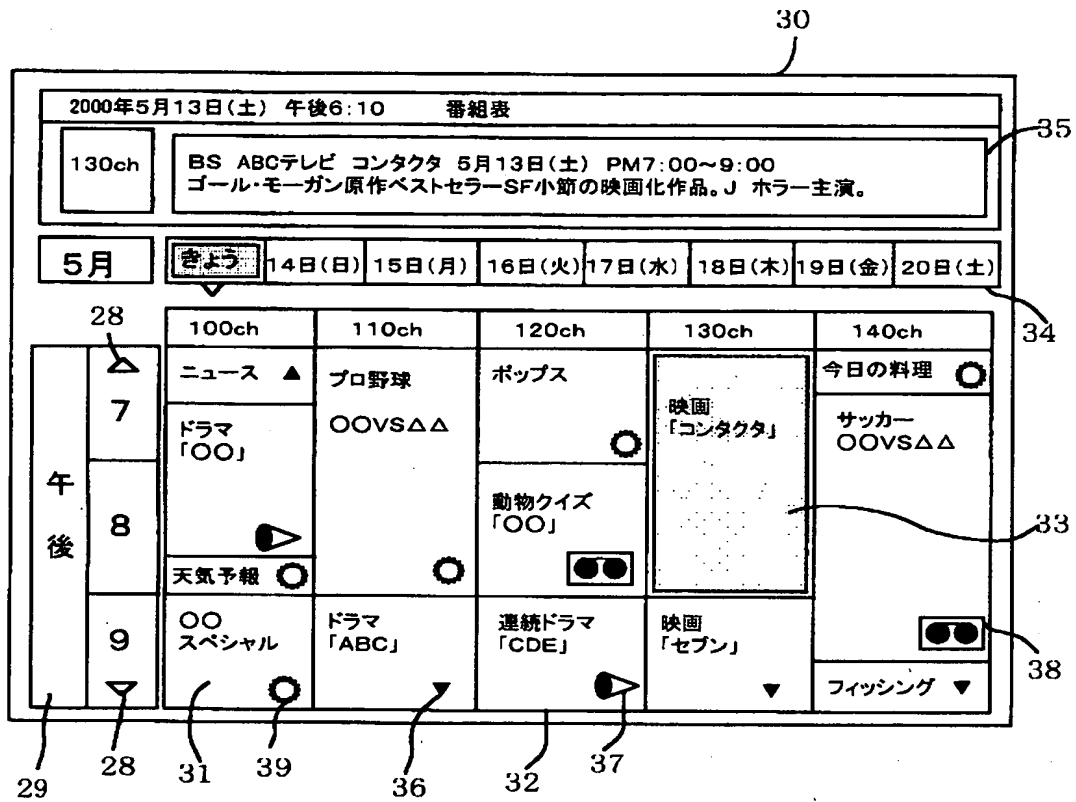 30
2000年5月13日(土) 午後6:10 番組表
35
130ch
BS ABCテレビ コンタクタ 5月13日(土) PM7:00~9:00
ゴール・モーガン原作ベストセラーSF小節の映画化作品。J ホラー主演。
5月 きょう 14日(日) 15日(月) 16日(火) 17日(水) 18日(木) 19日(金) 20日(土)
34
28
100ch 110ch 120ch 130ch 140ch
午後
7
8
9
ニュース ▲
ドラマ
「○○」
天気予報
○○
スペシャル
プロ野球
○○VS△△
ドラマ
「ABC」
▼
ポップス
動物クイズ
「○○」
連続ドラマ
「CDE」
映画
「コンタクタ」
映画
「セブン」
▼
今日の料理
サッカー
○○VS△△
フィッシング ▼
33
38
29 28 31 39 36 32 37